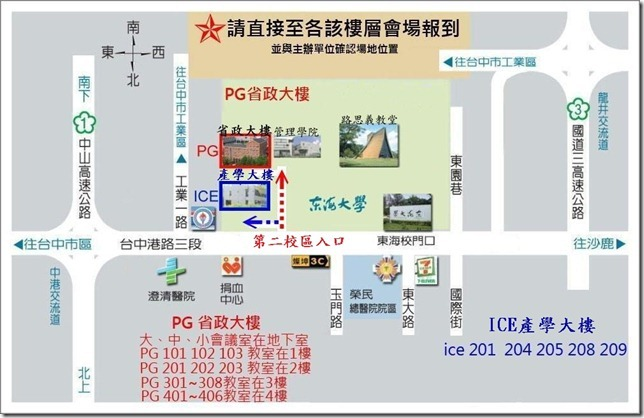 請直接至各該樓層會場報到
並與主辦單位確認場地位置
南
東
西
北
往台中市工業區
往台中市工業區
南下
1
中山高速公路
工業一路
PG省政大樓
省政大樓
管理學院
路思義教堂
PG
產學大樓
ICE
東海大學
第二校區入口
東園巷
3
國道三高速公路
龍井交流道
往台中市區
台中港路三段
東海校門口
往沙鹿
中港交流道
北上
澄清醫院
捐血
中心
燦坤3C
玉門路
榮民
總醫院院區
東大路
國際街
PG 省政大樓
大、中、小會議室在地下室
PG 101 102 103 教室在1樓
PG 201 202 203 教室在2樓
PG 301~308教室在3樓
PG 401~406教室在4樓
ICE產學大樓
ice 201 204 205 208 209